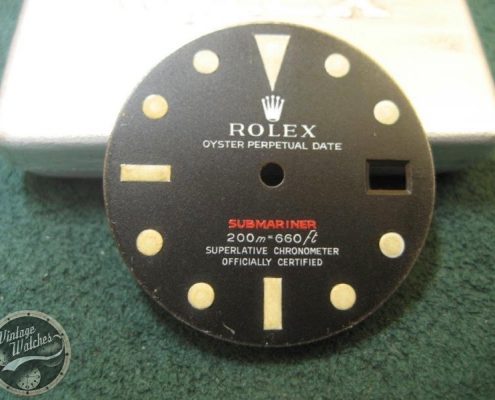 ROLEX
OYSTER PERPETUAL DATE
SUBMARINER
200m=660ft
SUPERLATIVE CHRONOMETER
OFFICIALLY CERTIFIED
Vintage
Watches